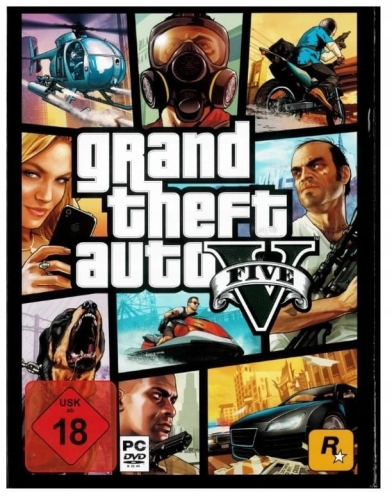 grand
theft
auto
V
FIVE
USK
ab
18
PC
DVD
ROM
R